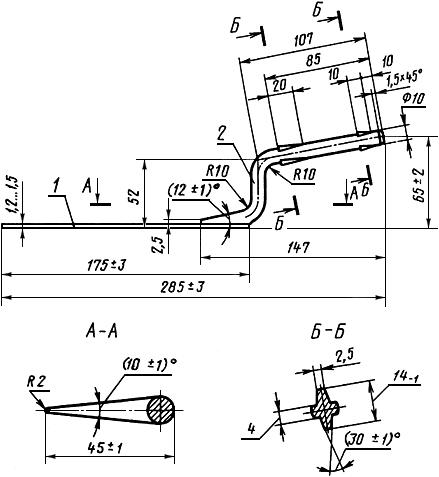 Б
Б
107
85
10
10
20
1,5×45°
Ф10
2
R10
(12±1)°
R10
1
А
А
Б
Б
52
1,2...1,5
2,5
65±2
147
175±3
285±3
А-А
Б-Б
R2
(10±1)°
45±1
2,5
14₋₁
4
(30±1)°